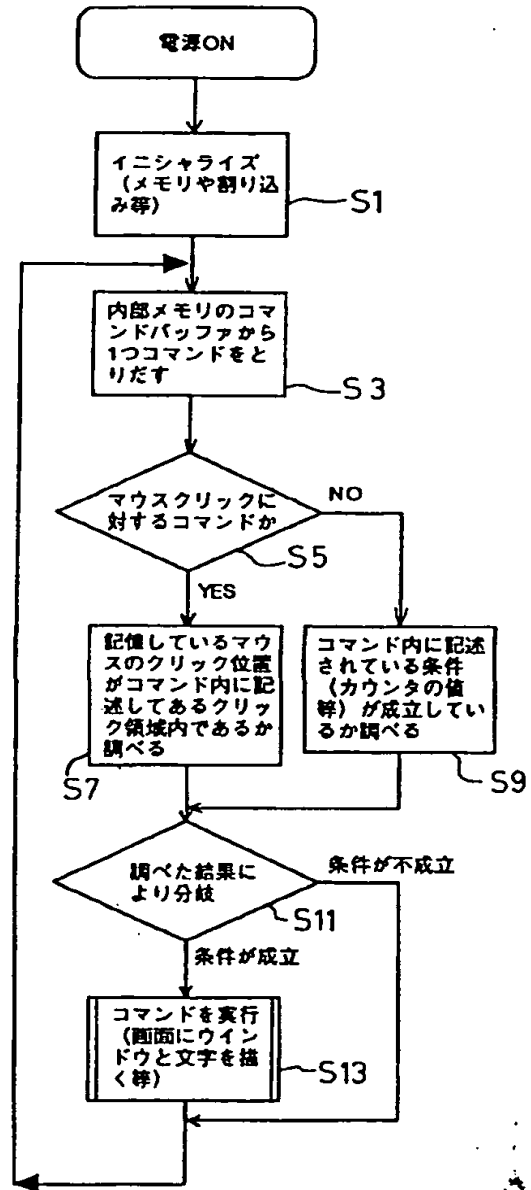 電源ON
イニシャライズ
(メモリや割り込
み等)
S1
内部メモリのコマ
ンドバッファから
1つコマンドをと
りだす
S3
マウスクリックに
対するコマンドか
NO
S5
YES
記憶しているマウ
スのクリック位置
がコマンド内に記
述してあるクリッ
ク領域内であるか
調べる
S7
コマンド内に記述
されている条件
(カウンタの値
等)が成立してい
るか調べる
S9
調べた結果に
より分岐
条件が不成立
S11
条件が成立
コマンドを実行
(画面にウイン
ドウと文字を描
く等)
S13